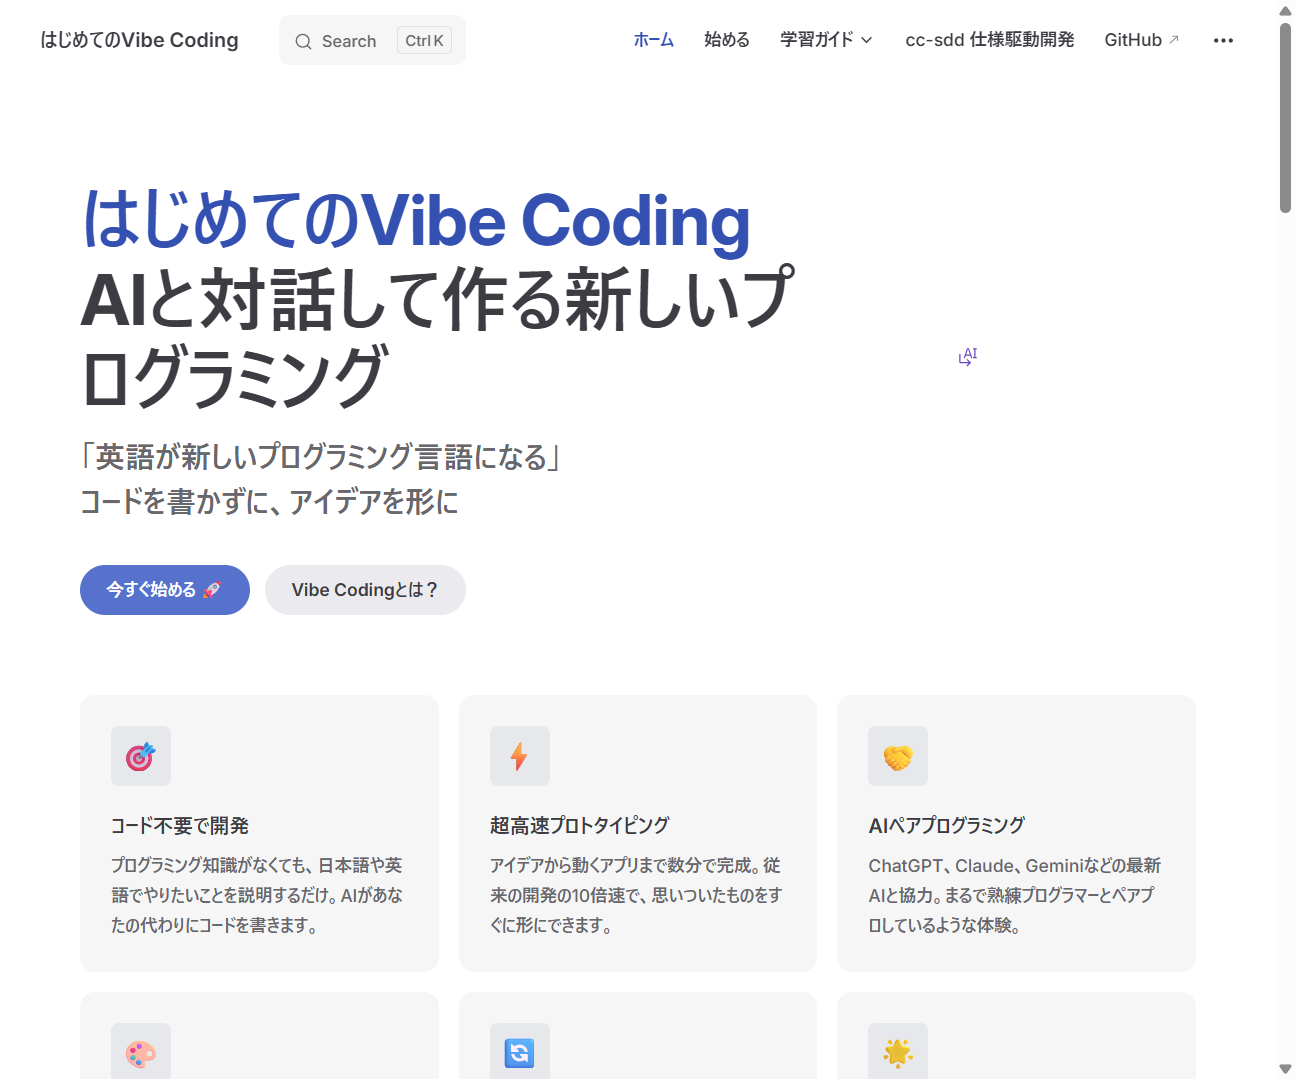 はじめてのVibe Coding
Search Ctrl K
ホーム 始める 学習ガイド cc-sdd 仕様駆動開発 GitHub
はじめてのVibe Coding
AIと対話して作る新しいプ
ログラミング
AI
「英語が新しいプログラミング言語になる」
コードを書かずに、アイデアを形に
今すぐ始める 🚀 Vibe Codingとは？
コード不要で開発
プログラミング知識がなくても、日本語や英
語でやりたいことを説明するだけ。AIがあな
たの代わりにコードを書きます。
超高速プロトタイピング
アイデアから動くアプリまで数分で完成。従
来の開発の10倍速で、思いついたものをす
ぐに形にできます。
AIペアプログラミング
ChatGPT、Claude、Geminiなどの最新
AIと協力。まるで熟練プログラマーとペアプ
ロしているような体験。